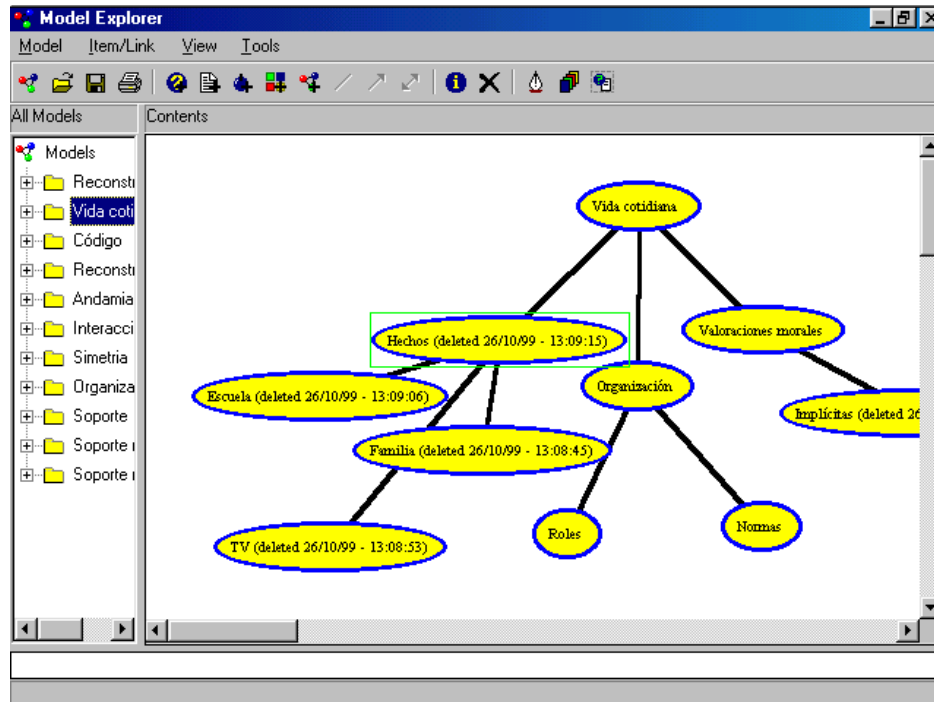 Model Explorer
Model Item/Link View Tools
All Models
Contents
Models
Reconstr
Vida coti
Código
Reconstr
Andamia
Interacci
Simetria
Organiza
Soporte
Soporte
Soporte
Vida cotidiana
Hechos (deleted 26/10/99 - 13:09:15)
Valoraciones morales
Escuela (deleted 26/10/99 - 13:09:06)
Organización
Implícitas (deleted 26
Familia (deleted 26/10/99 - 13:08:45)
TV (deleted 26/10/99 - 13:08:53)
Roles
Normas